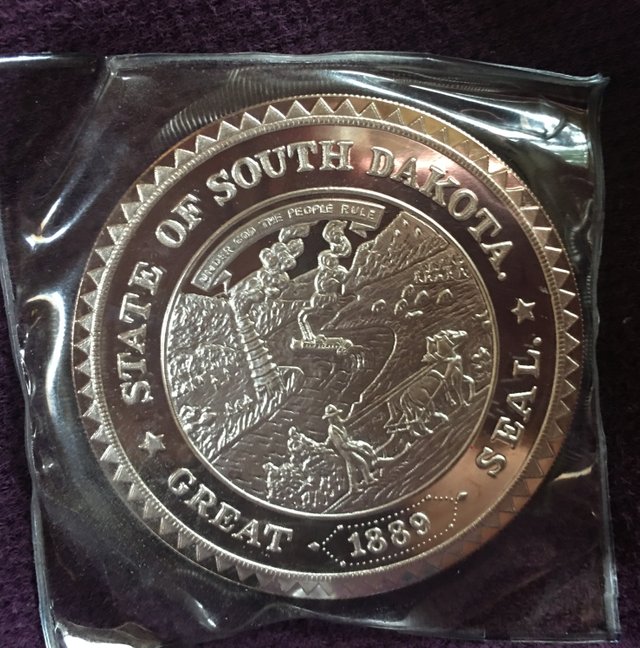 STATE OF SOUTH DAKOTA.
UNDER GOD THE PEOPLE RULE
GREAT
1889
SEAL.